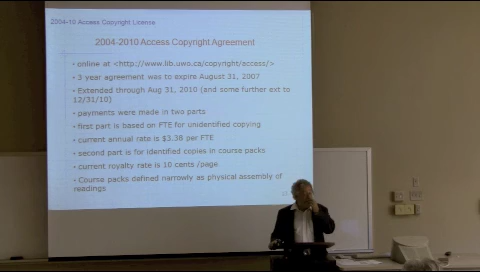 2004-10 Access Copyright Licence
2004-2010 Access Copyright Agreement
• online at <http://www.lib.uwo.ca/copyright/access/>
• 3 year agreement was to expire August 31, 2007
• Extended through Aug 31, 2010 (and some further ext to
12/31/10)
• payments were made in two parts
• first part is based on FTE for unidentified copying
• current annual rate is $3.38 per FTE
• second part is for identified copies in course packs
• current royalty rate is 10 cents /page.
• Course packs defined narrowly as physical assembly of
readings